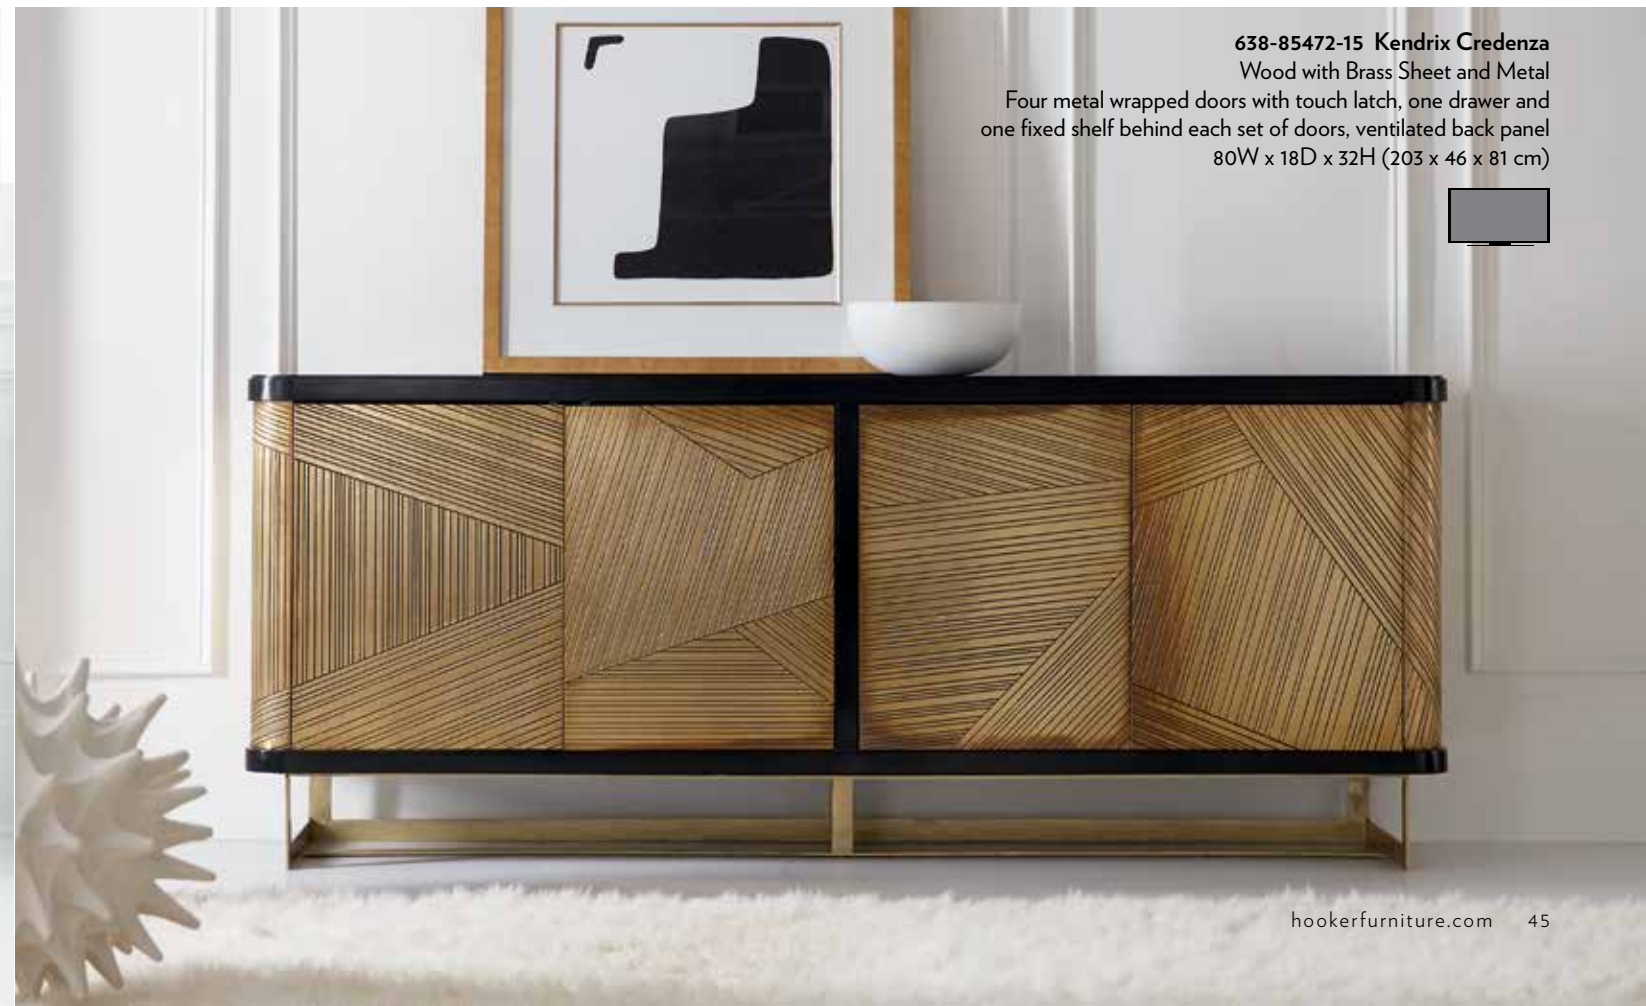 638-85472-15 Kendrix Credenza
Wood with Brass Sheet and Metal
Four metal wrapped doors with touch latch, one drawer and
one fixed shelf behind each set of doors, ventilated back panel
80W x 18D x 32H (203 x 46 x 81 cm)
hookerfurniture.com 45